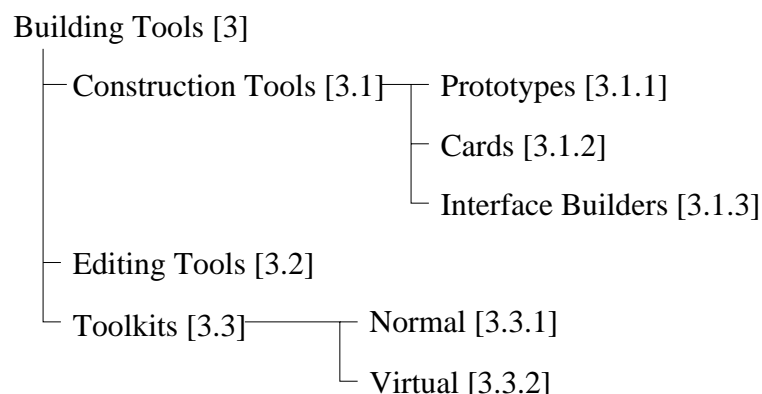 Building Tools [3]
Construction Tools [3.1] Prototypes [3.1.1]
Cards [3.1.2]
Interface Builders [3.1.3]
Editing Tools [3.2]
Toolkits [3.3] Normal [3.3.1]
Virtual [3.3.2]